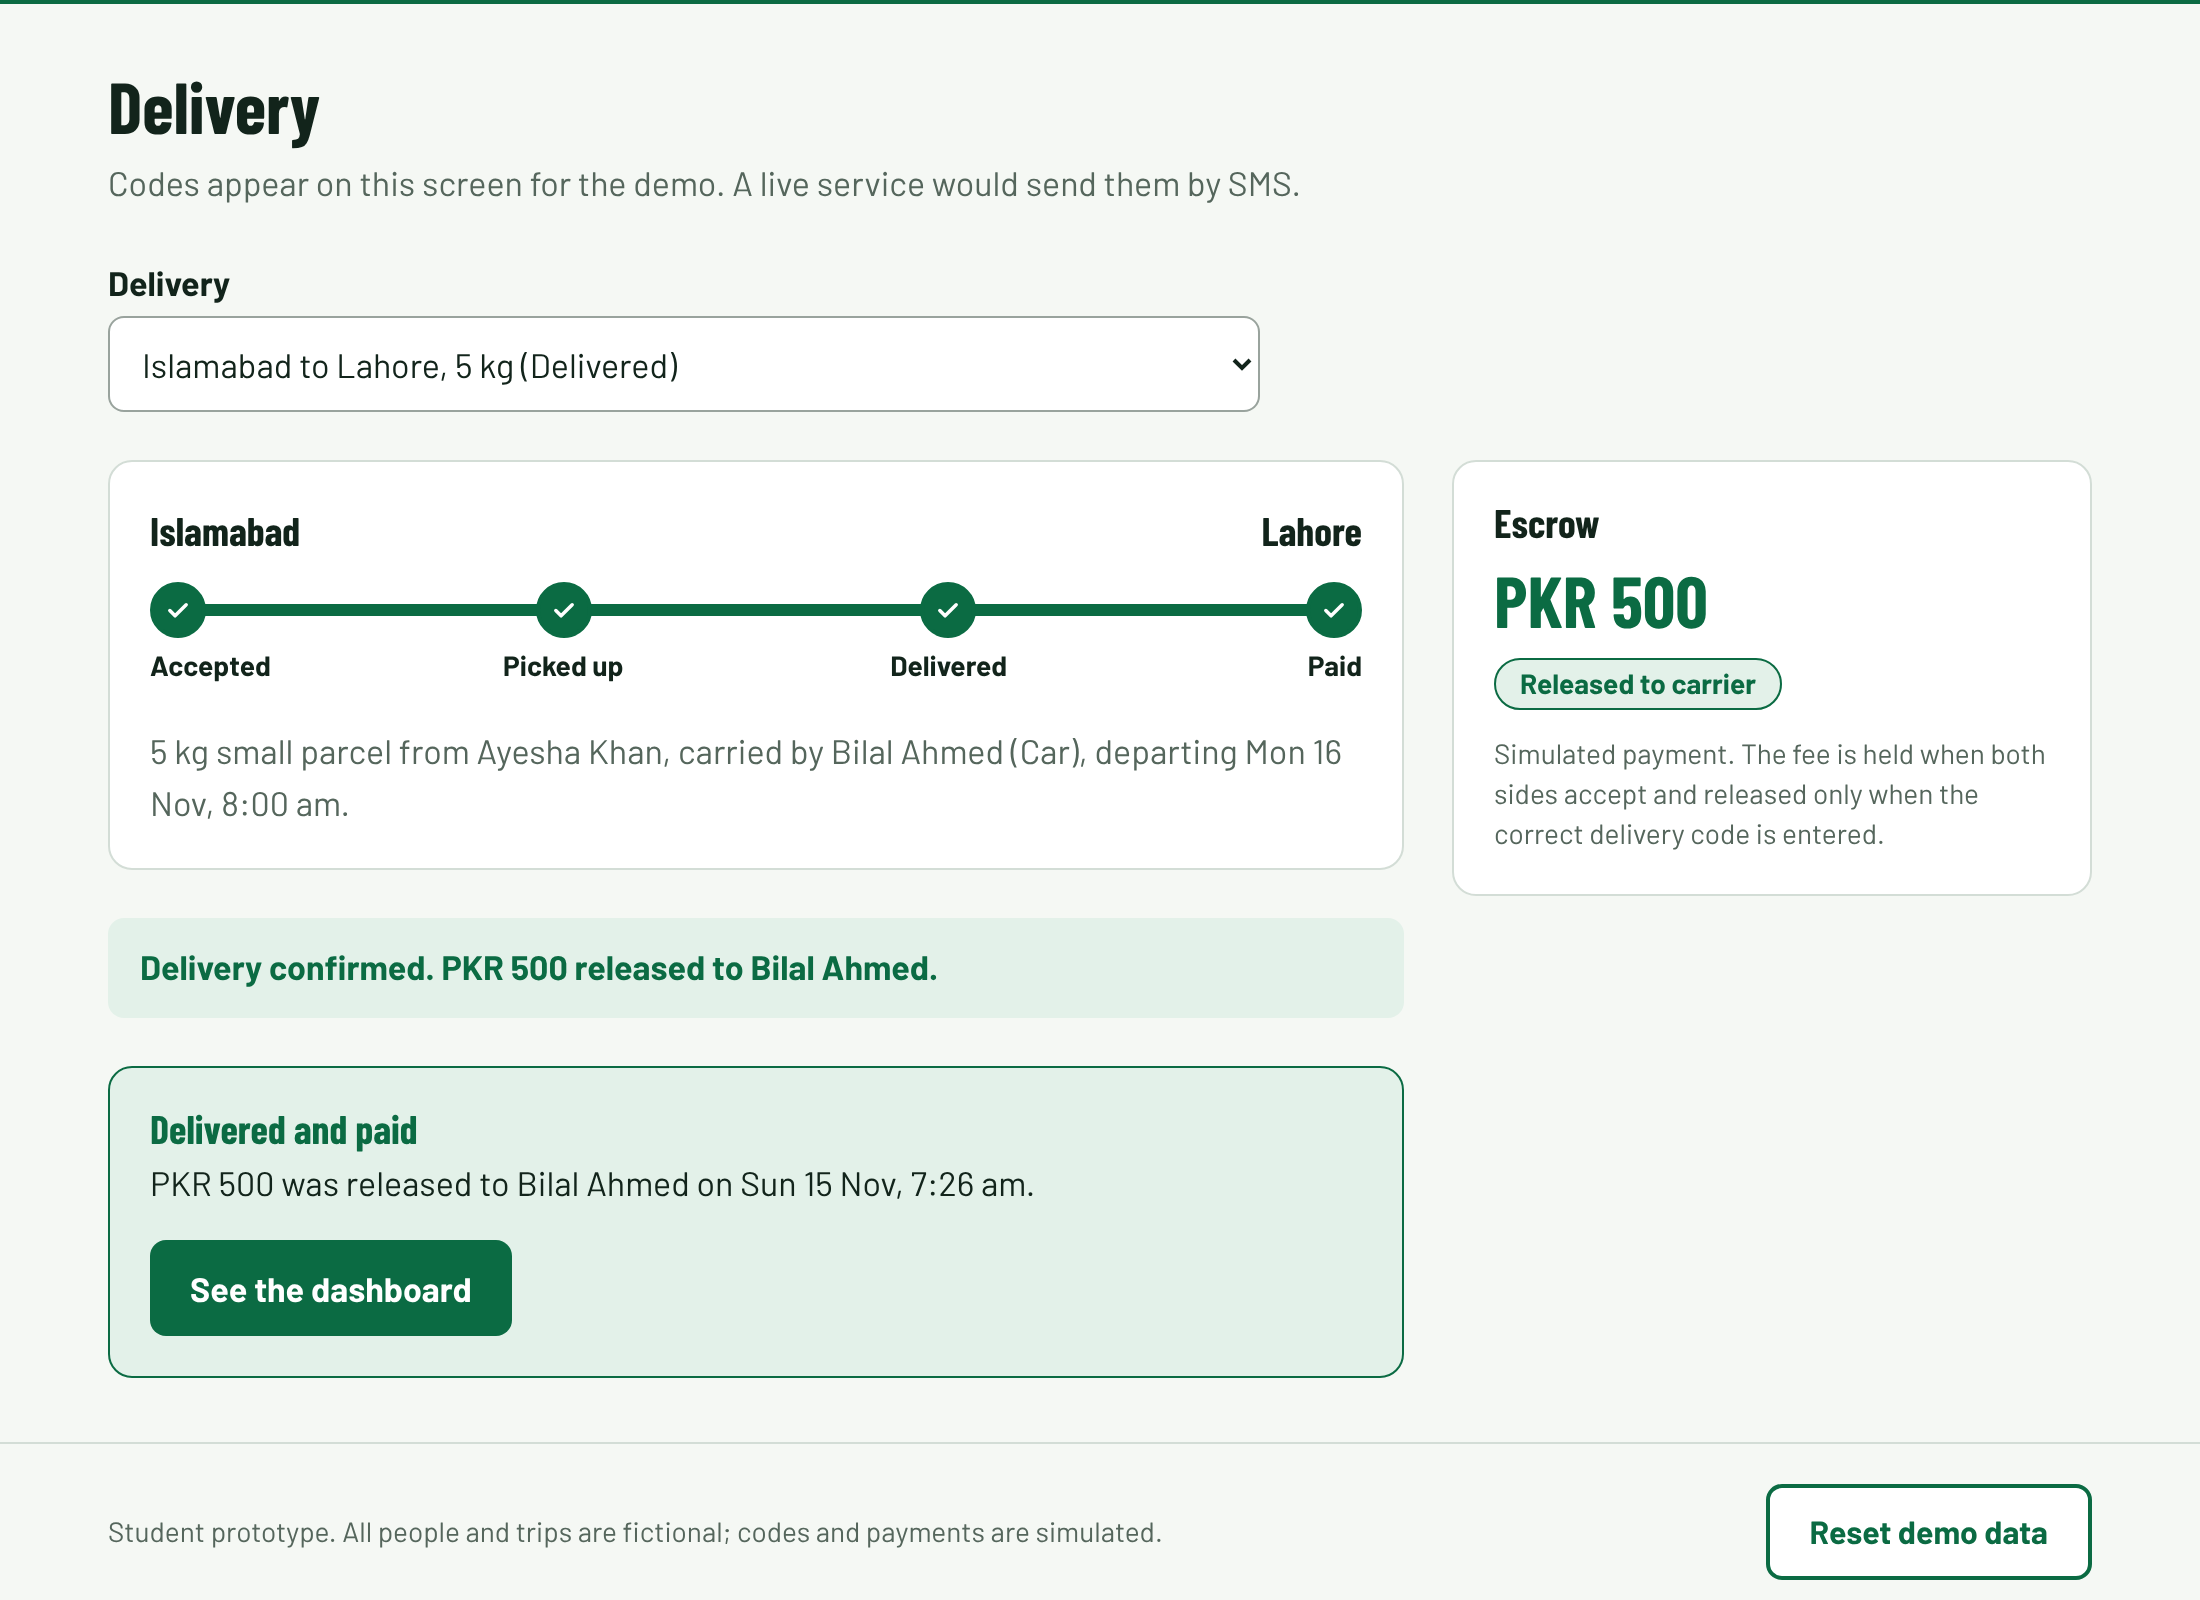 Delivery
Codes appear on this screen for the demo. A live service would send them by SMS.
Delivery
Islamabad to Lahore, 5 kg (Delivered)
Islamabad
Lahore
Accepted
Picked up
Delivered
Paid
5 kg small parcel from Ayesha Khan, carried by Bilal Ahmed (Car), departing Mon 16
Nov, 8:00 am.
Escrow
PKR 500
Released to carrier
Simulated payment. The fee is held when both
sides accept and released only when the
correct delivery code is entered.
Delivery confirmed. PKR 500 released to Bilal Ahmed.
Delivered and paid
PKR 500 was released to Bilal Ahmed on Sun 15 Nov, 7:26 am.
See the dashboard
Student prototype. All people and trips are fictional; codes and payments are simulated.
Reset demo data